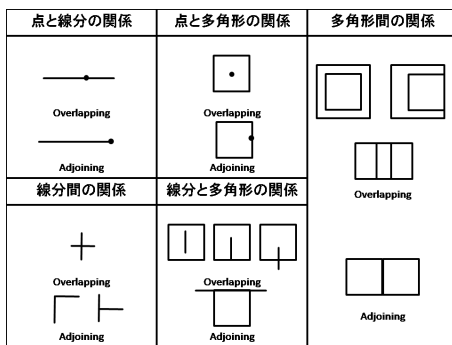 点と線分の関係
Overlapping
Adjoining
点と多角形の関係
Overlapping
Adjoining
多角形間の関係
Overlapping
Adjoining
線分間の関係
Overlapping
Adjoining
線分と多角形の関係
Overlapping
Adjoining